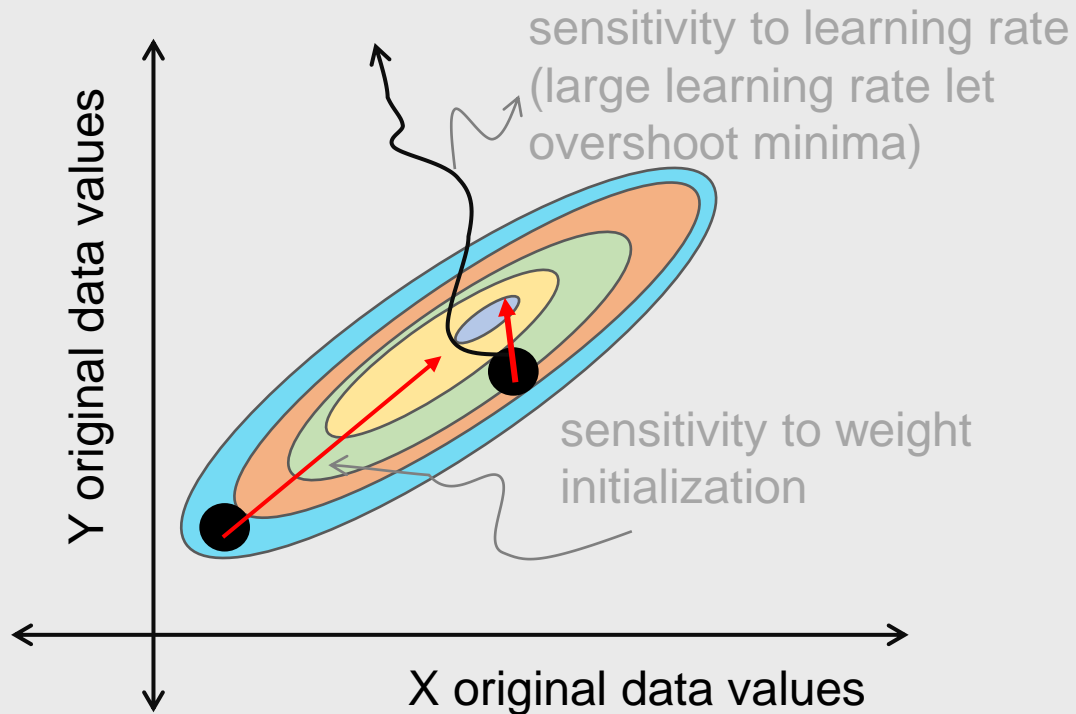 sensitivity to learning rate
(large learning rate let
overshoot minima)
Y original data values
sensitivity to weight
initialization
X original data values